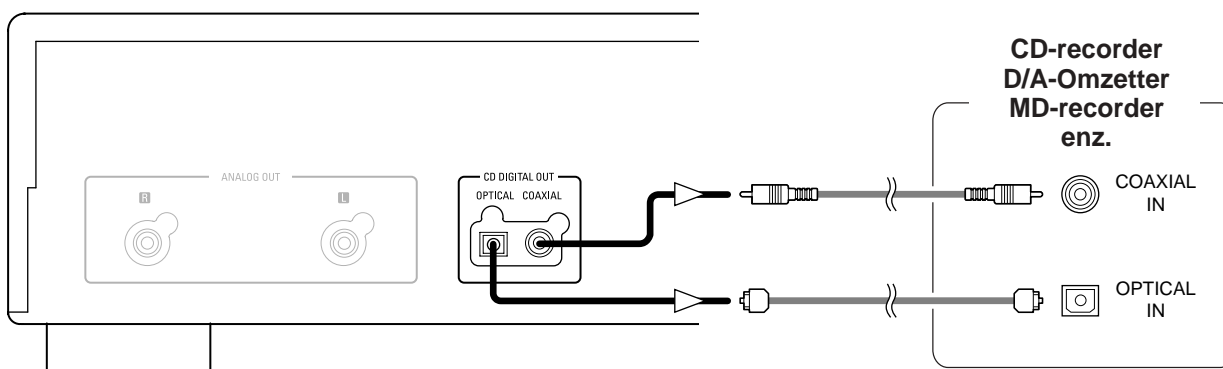 CD-recorder
D/A-Omzetter
MD-recorder
enz.
ANALOG OUT
R
L
CD DIGITAL OUT
OPTICAL COAXIAL
COAXIAL
IN
OPTICAL
IN